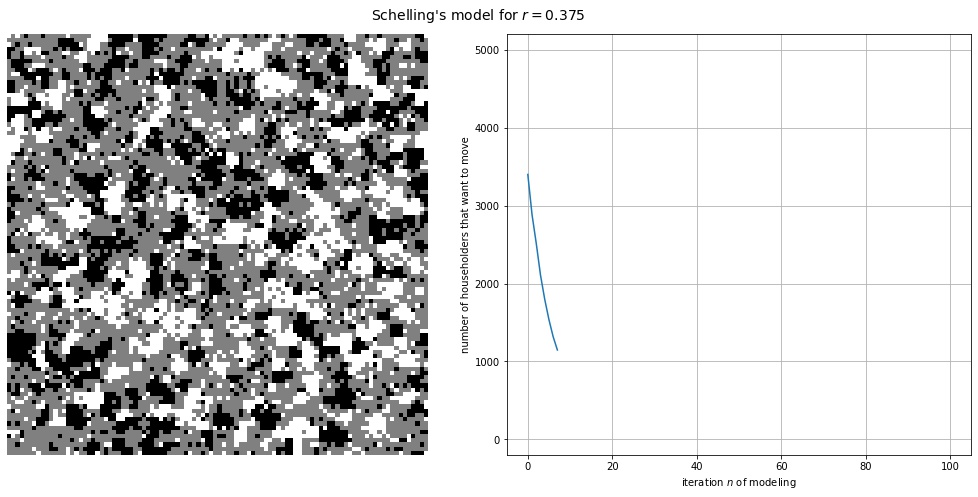 Schelling's model for r = 0.375
5000
4000
3000
2000
1000
0
number of householders that want to move
0 20 40 60 80 100
iteration n of modeling